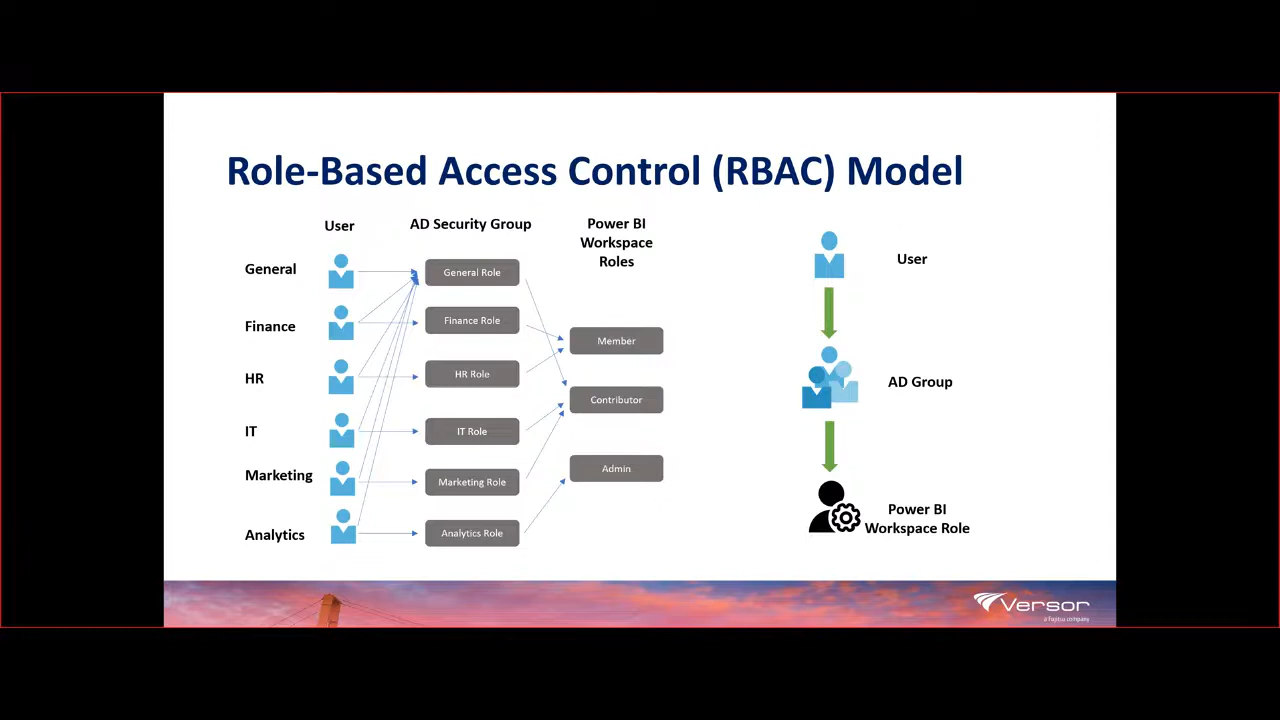 Role-Based Access Control (RBAC) Model
User
AD Security Group
Power BI
Workspace
Roles
General
General Role
Finance
Finance Role
HR
HR Role
IT
IT Role
Marketing
Marketing Role
Analytics
Analytics Role
Member
Contributor
Admin
User
AD Group
Power BI
Workspace Role
Versor
a Fujitsu company